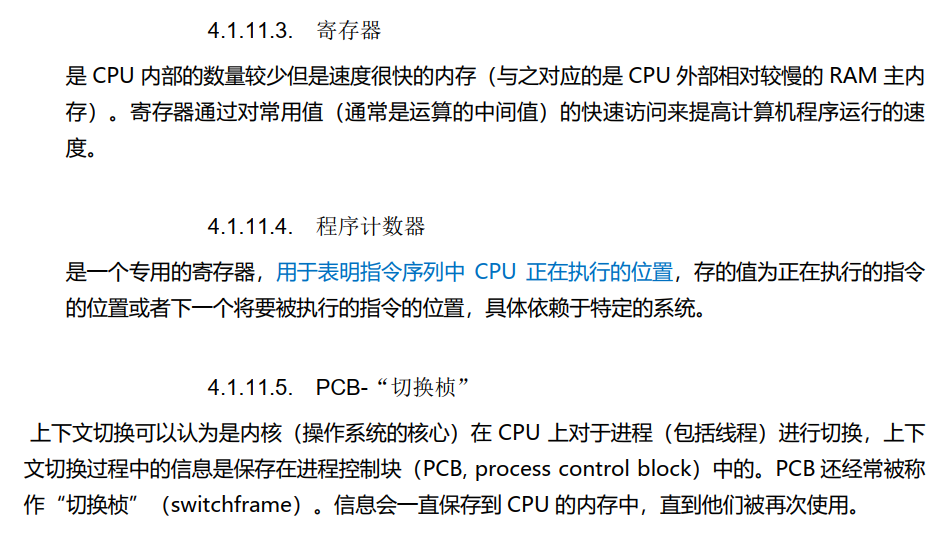 4.1.11.3. 寄存器
是 CPU 内部的数量较少但是速度很快的内存（与之对应的是 CPU 外部相对较慢的 RAM 主内
存）。寄存器通过对常用值（通常是运算的中间值）的快速访问来提高计算机程序运行的速
度。
4.1.11.4. 程序计数器
是一个专用的寄存器，用于表明指令序列中 CPU 正在执行的位置，存的值为正在执行的指令
的位置或者下一个将要被执行的指令的位置，具体依赖于特定的系统。
4.1.11.5. PCB-“切换桢”
上下文切换可以认为是内核（操作系统的核心）在 CPU 上对于进程（包括线程）进行切换，上下
文切换过程中的信息是保存在进程控制块（PCB, process control block）中的。PCB 还经常被称
作“切换桢”（switchframe）。信息会一直保存到 CPU 的内存中，直到他们被再次使用。